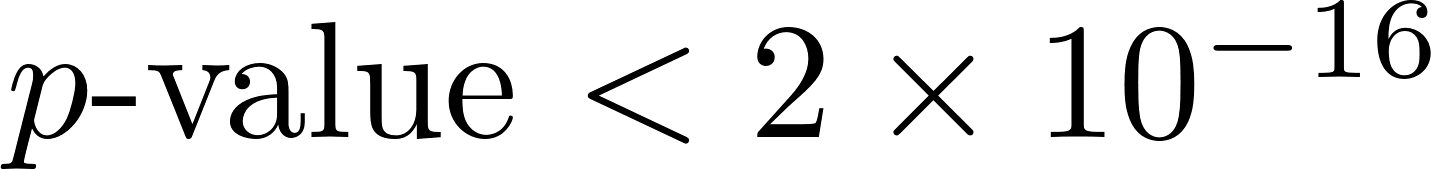 p-value < 2 × 10⁻¹⁶